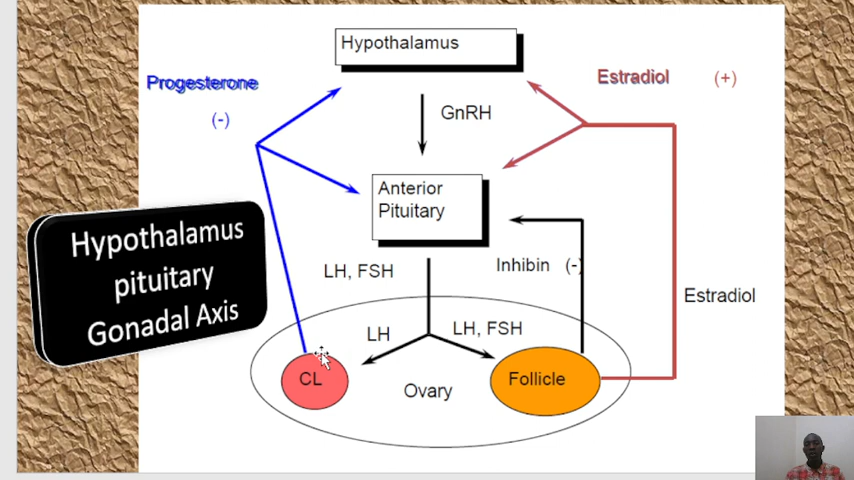 Hypothalamus
Progesterone
(-)
Estradiol (+)
GnRH
Anterior
Pituitary
Hypothalamus
pituitary
Gonadal Axis
LH, FSH
Inhibin (-)
Estradiol
LH
LH, FSH
CL
Follicle
Ovary